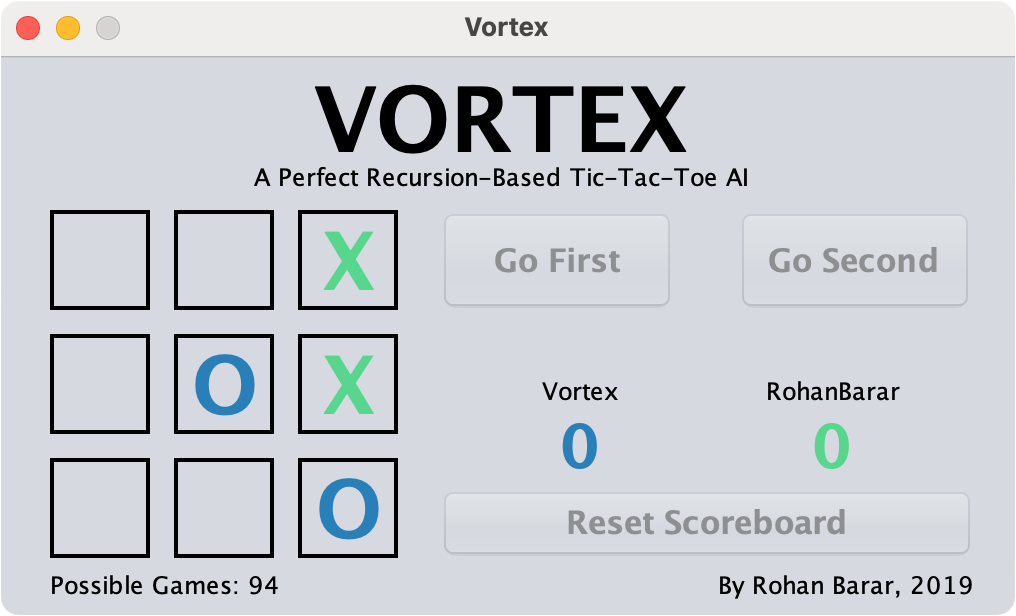 Vortex
VORTEX
A Perfect Recursion-Based Tic-Tac-Toe AI
X
Go First
Go Second
O X
Vortex
RohanBarar
0
0
O
Reset Scoreboard
Possible Games: 94
By Rohan Barar, 2019